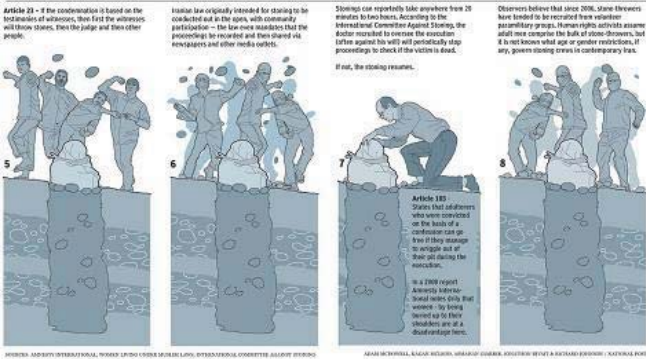 Article 23 – If the condemnation is based on the
testimonies of witnesses, then first the witnesses
will throw stones, then the judge and then other
people.
Iranian law originally intended for stoning to be
conducted out in the open, with community
participation — the law even mandates that the
proceedings be recorded and then shared via
newspapers and other media outlets.
Stonings can reportedly take anywhere from 20
minutes to two hours. According to the
International Committee Against Stoning, the
doctor recruited to oversee the execution
(often against his will) will periodically stop
proceedings to check if the victim is dead.
If not, the stoning resumes.
Observers believe that since 2006, stone throwers
have tended to be recruited from volunteer
paramilitary groups. Human rights activists assume
adult men comprise the bulk of stone-throwers, but
it is not known what age or gender restrictions, if
any, govern stoning crews in contemporary Iran.
5
6
7
8
Article 103 -
States that adulterers
who were convicted
on the basis of a
confession can go
free if they manage
to wriggle out of
their pit during the
execution.
In a 2008 report
Amnesty Interna-
tional notes drily that
women - by being
buried up to their
shoulders are at a
disadvantage here.
SOURCES: AMNESTY INTERNATIONAL, WOMEN LIVING UNDER MUSLIM LAWS, INTERNATIONAL COMMITTEE AGAINST STONING
ADAM MCDOWELL, & RICHARD JOHNSON / NATIONAL POST